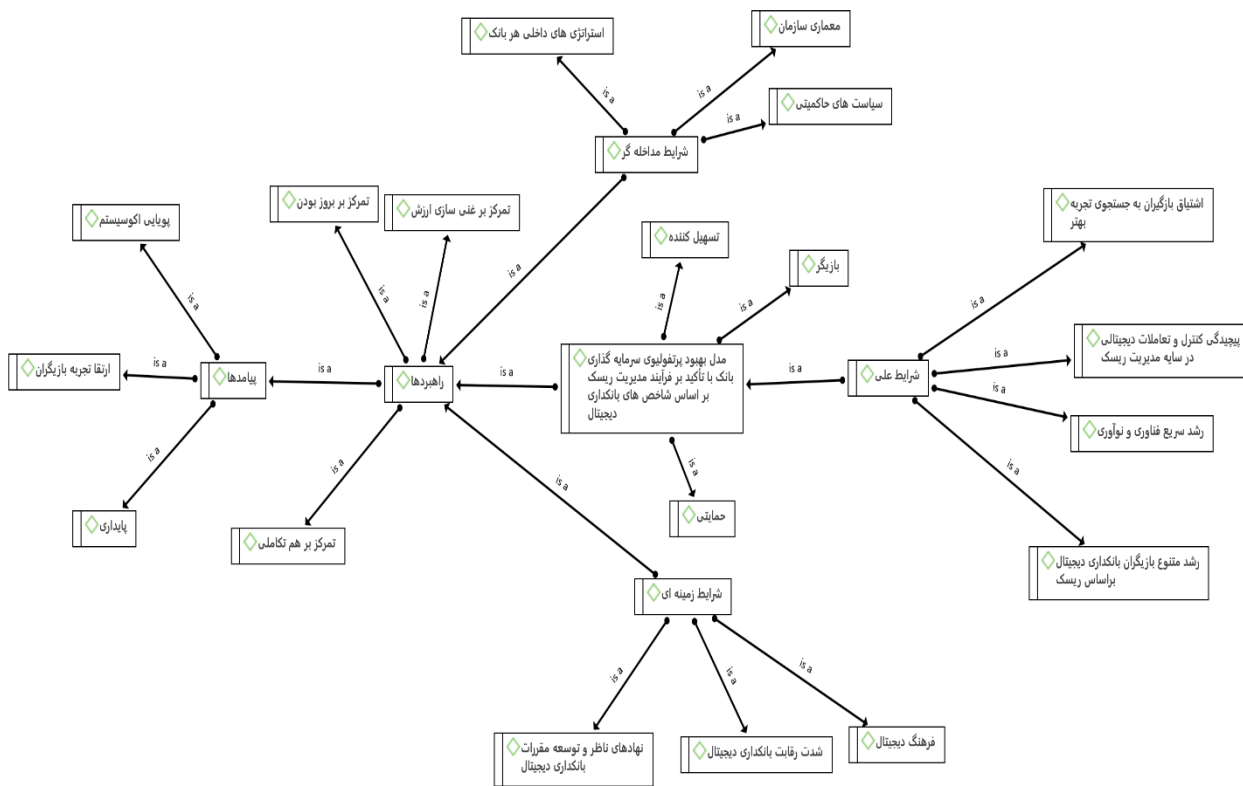 استراتژی های داخلی هر بانک
معماری سازمان
سیاست های حاکمیتی
is a
is a
is a
شرایط مداخله گر
تمرکز بر بروز بودن
تمرکز بر غنی سازی ارزش
پویایی اکوسیستم
اشتیاق بازگیران به جستجوی تجربه
بهتر
تسهیل کننده
بازیگر
is a
is a
is a
is a
is a
is a
is a
ارتقا تجربه بازیگران
is a
پیامدها
is a
راهبردها
is a
مدل بهبود پرتفولیوی سرمایه گذاری
بانک با تأکید بر فرآیند مدیریت ریسک
بر اساس شاخص های بانکداری
دیجیتال
is a
شرایط علی
is a
پیچیدگی کنترل و تعاملات دیجیتالی
در سایه مدیریت ریسک
is a
رشد سریع فناوری و نوآوری
is a
is a
is a
is a
is a
پایداری
تمرکز بر هم تکاملی
حمایتی
رشد متنوع بازیگران بانکداری دیجیتال
براساس ریسک
شرایط زمینه ای
is a
is a
is a
نهادهای ناظر و توسعه مقررات
بانکداری دیجیتال
شدت رقابت بانکداری دیجیتال
فرهنگ دیجیتال